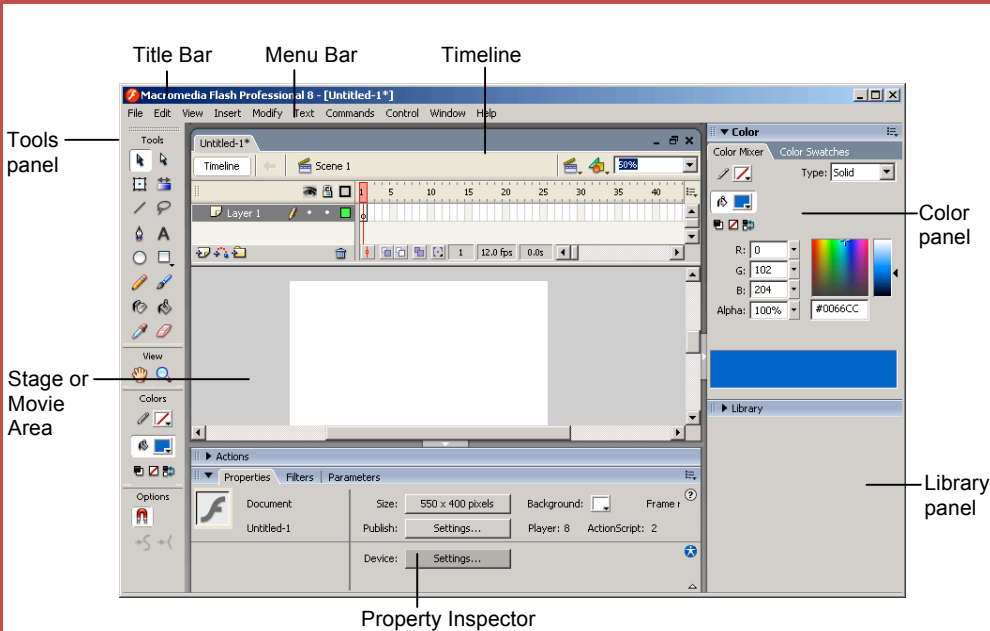 Title Bar Menu Bar Timeline
Macromedia Flash Professional 8 - [Untitled-1*]
File Edit View Insert Modify Text Commands Control Window Help
Tools panel
Tools
Untitled-1*
Timeline Scene 1 50%
1 5 10 15 20 25 30 35 40
Layer 1
1 12.0 fps 0.0s
Color
Color Mixer Color Swatches
Type: Solid
R: 0
G: 102
B: 204
Alpha: 100% #0066CC
Color
panel
View
Stage or
Movie
Area
Colors
Library
Actions
Properties Filters Parameters
Options
Document Size: 550 x 400 pixels Background: Frame r
Untitled-1 Publish: Settings... Player: 8 ActionScript: 2
Device: Settings...
Library
panel
Property Inspector